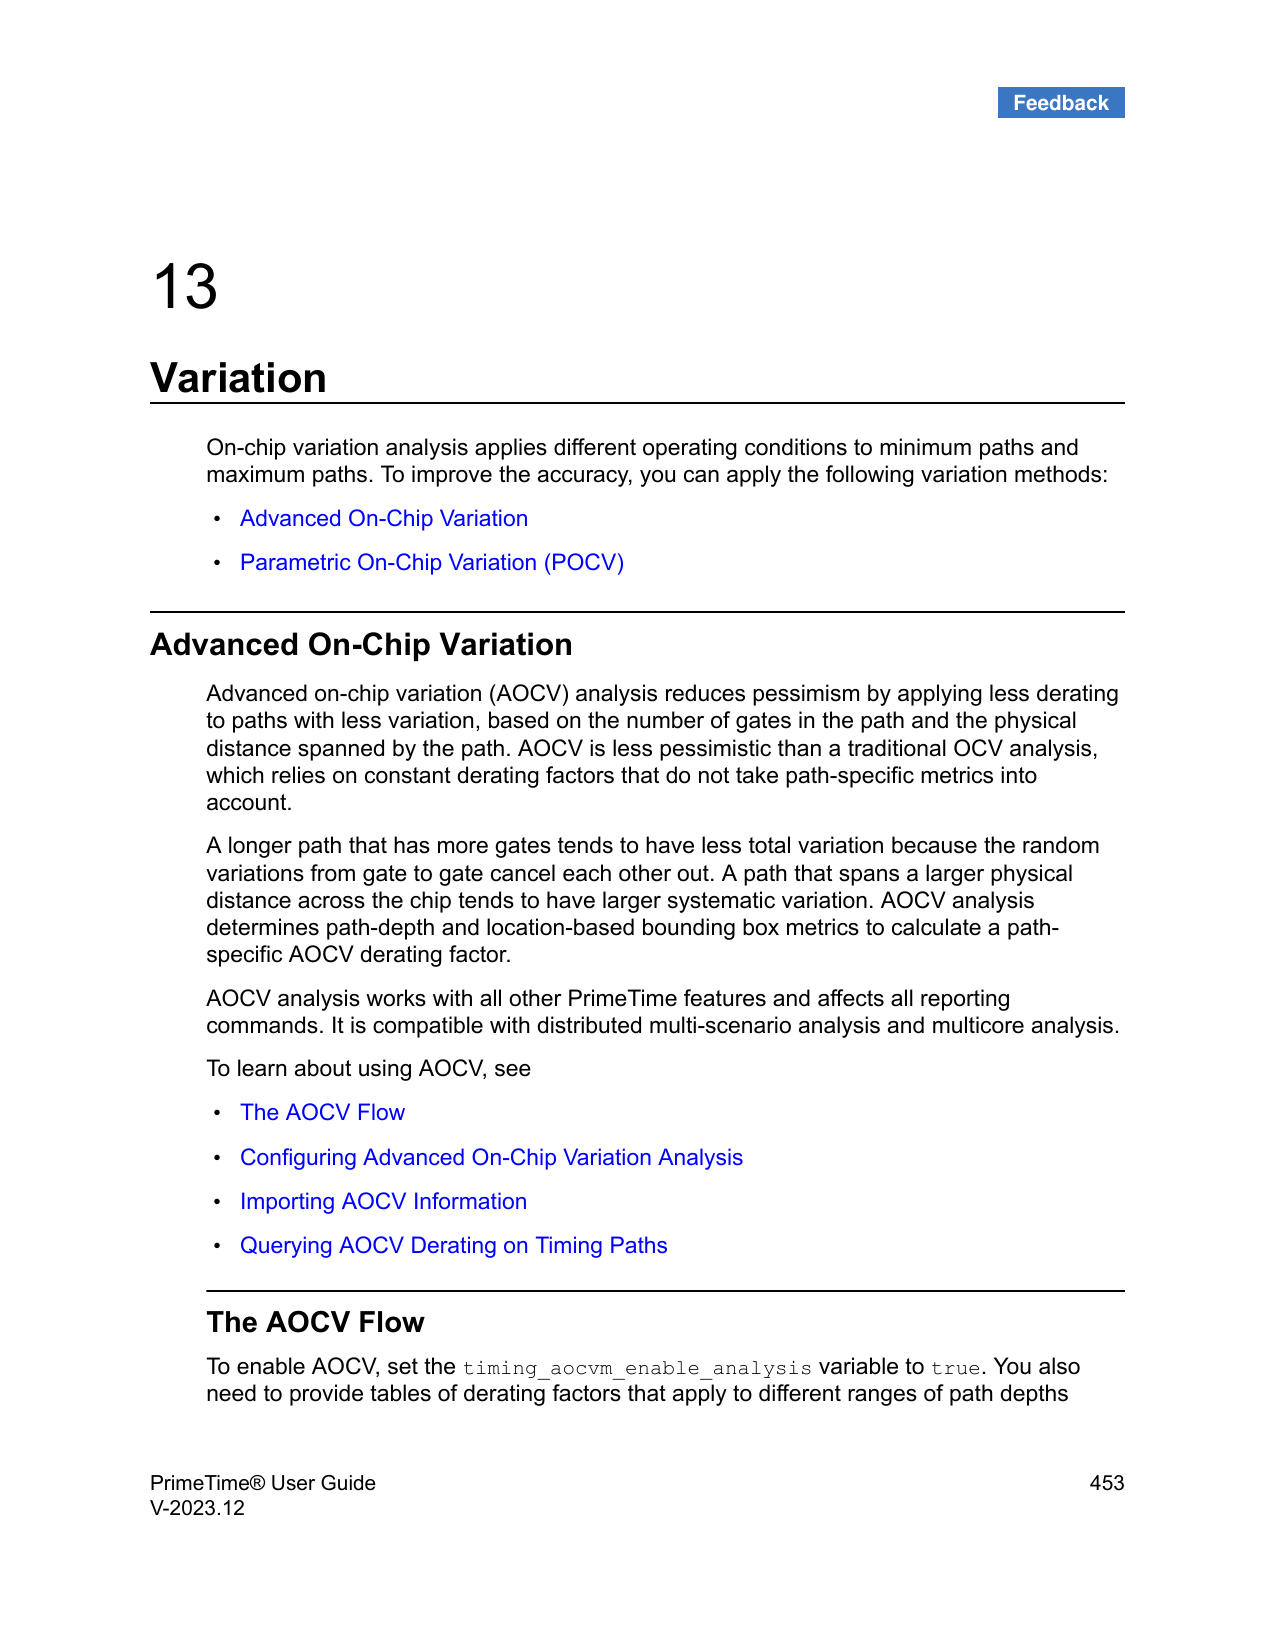 Feedback
13
Variation
On-chip variation analysis applies different operating conditions to minimum paths and
maximum paths. To improve the accuracy, you can apply the following variation methods:
• Advanced On-Chip Variation
• Parametric On-Chip Variation (POCV)
Advanced On-Chip Variation
Advanced on-chip variation (AOCV) analysis reduces pessimism by applying less derating
to paths with less variation, based on the number of gates in the path and the physical
distance spanned by the path. AOCV is less pessimistic than a traditional OCV analysis,
which relies on constant derating factors that do not take path-specific metrics into
account.
A longer path that has more gates tends to have less total variation because the random
variations from gate to gate cancel each other out. A path that spans a larger physical
distance across the chip tends to have larger systematic variation. AOCV analysis
determines path-depth and location-based bounding box metrics to calculate a path-
specific AOCV derating factor.
AOCV analysis works with all other PrimeTime features and affects all reporting
commands. It is compatible with distributed multi-scenario analysis and multicore analysis.
To learn about using AOCV, see
• The AOCV Flow
• Configuring Advanced On-Chip Variation Analysis
• Importing AOCV Information
• Querying AOCV Derating on Timing Paths
The AOCV Flow
To enable AOCV, set the timing_aocvm_enable_analysis variable to true. You also
need to provide tables of derating factors that apply to different ranges of path depths
PrimeTime® User Guide 453
V-2023.12